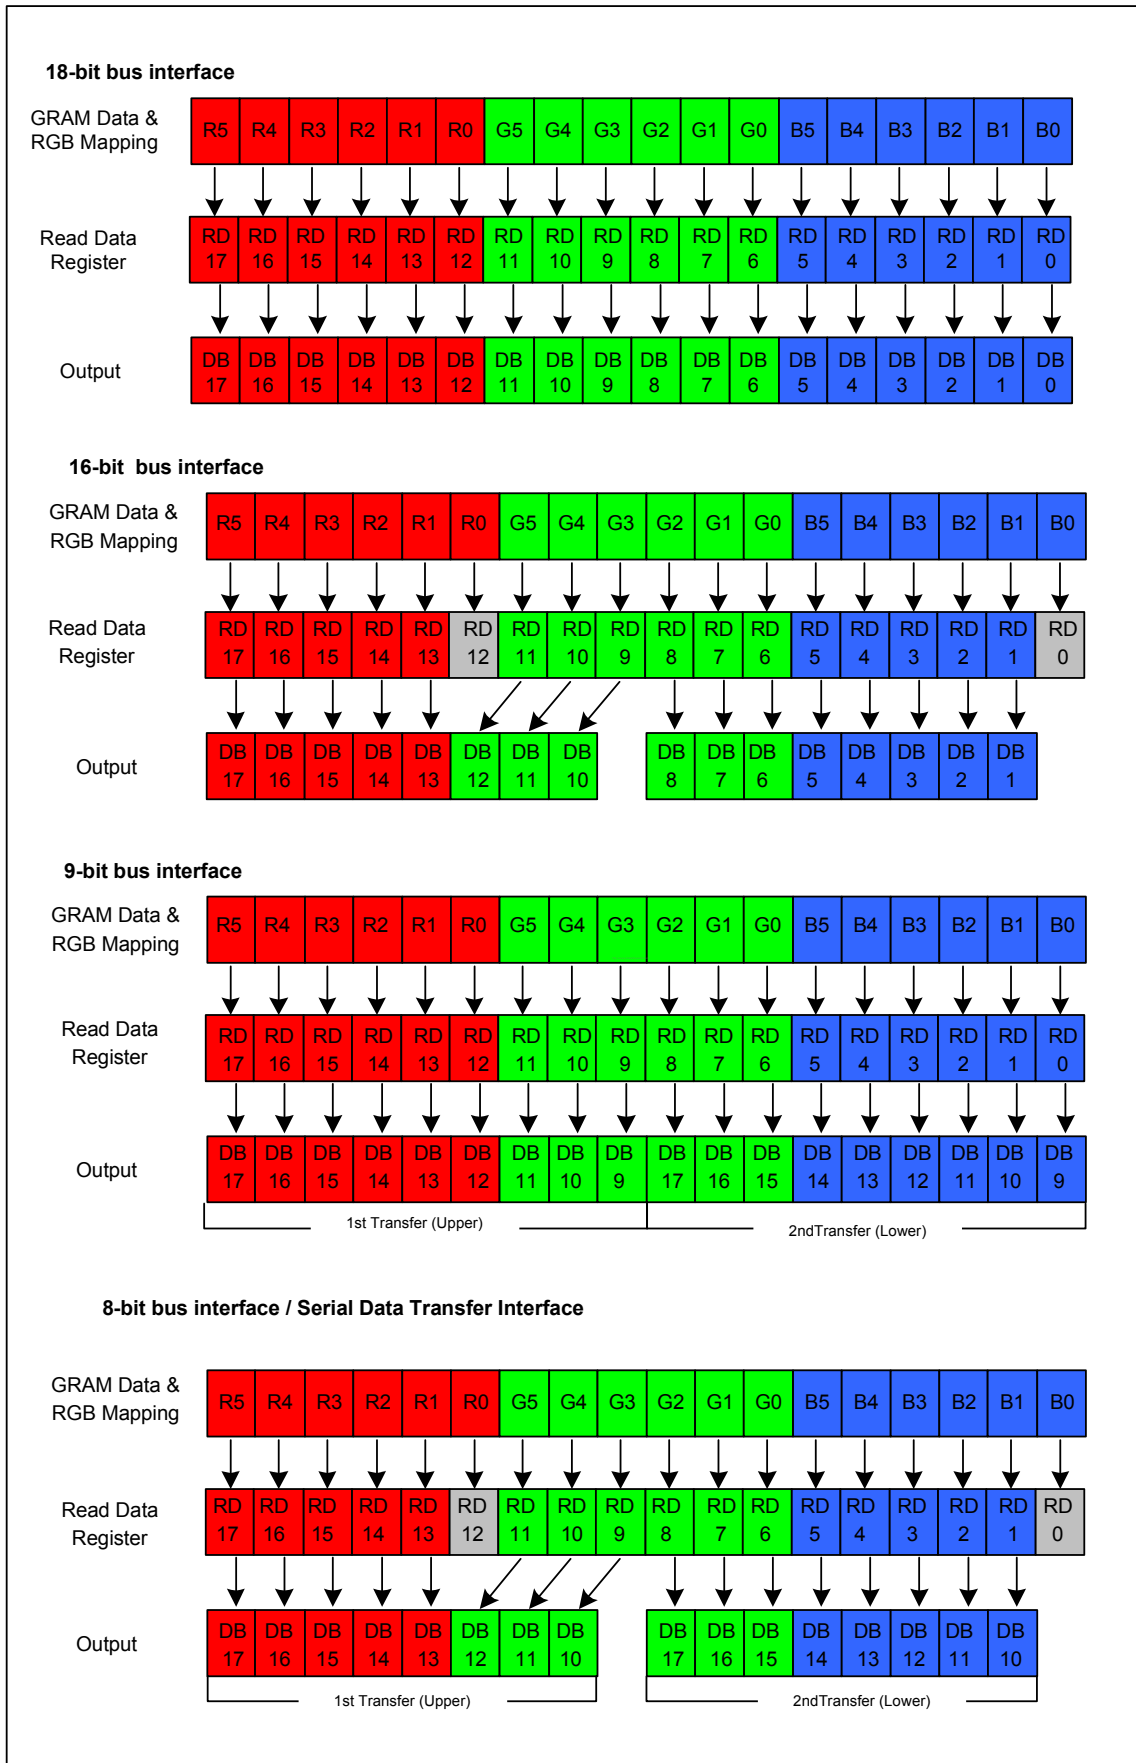 18-bit bus interface
GRAM Data &
RGB Mapping
R5 R4 R3 R2 R1 R0 G5 G4 G3 G2 G1 G0 B5 B4 B3 B2 B1 B0
Read Data
Register
RD RD RD RD RD RD RD RD RD RD RD RD RD RD RD RD RD RD
17 16 15 14 13 12 11 10 9 8 7 6 5 4 3 2 1 0
Output
DB DB DB DB DB DB DB DB DB DB DB DB DB DB DB DB DB DB
17 16 15 14 13 12 11 10 9 8 7 6 5 4 3 2 1 0
16-bit bus interface
GRAM Data &
RGB Mapping
R5 R4 R3 R2 R1 R0 G5 G4 G3 G2 G1 G0 B5 B4 B3 B2 B1 B0
Read Data
Register
RD RD RD RD RD RD RD RD RD RD RD RD RD RD RD RD RD RD
17 16 15 14 13 12 11 10 9 8 7 6 5 4 3 2 1 0
Output
DB DB DB DB DB DB DB DB DB DB DB DB DB DB DB DB
17 16 15 14 13 12 11 10 8 7 6 5 4 3 2 1
9-bit bus interface
GRAM Data &
RGB Mapping
R5 R4 R3 R2 R1 R0 G5 G4 G3 G2 G1 G0 B5 B4 B3 B2 B1 B0
Read Data
Register
RD RD RD RD RD RD RD RD RD RD RD RD RD RD RD RD RD RD
17 16 15 14 13 12 11 10 9 8 7 6 5 4 3 2 1 0
Output
DB DB DB DB DB DB DB DB DB DB DB DB DB DB DB DB DB DB
17 16 15 14 13 12 11 10 9 17 16 15 14 13 12 11 10 9
1st Transfer (Upper)
2ndTransfer (Lower)
8-bit bus interface / Serial Data Transfer Interface
GRAM Data &
RGB Mapping
R5 R4 R3 R2 R1 R0 G5 G4 G3 G2 G1 G0 B5 B4 B3 B2 B1 B0
Read Data
Register
RD RD RD RD RD RD RD RD RD RD RD RD RD RD RD RD RD RD
17 16 15 14 13 12 11 10 9 8 7 6 5 4 3 2 1 0
Output
DB DB DB DB DB DB DB DB DB DB DB DB DB DB DB DB
17 16 15 14 13 12 11 10 17 16 15 14 13 12 11 10
1st Transfer (Upper)
2ndTransfer (Lower)